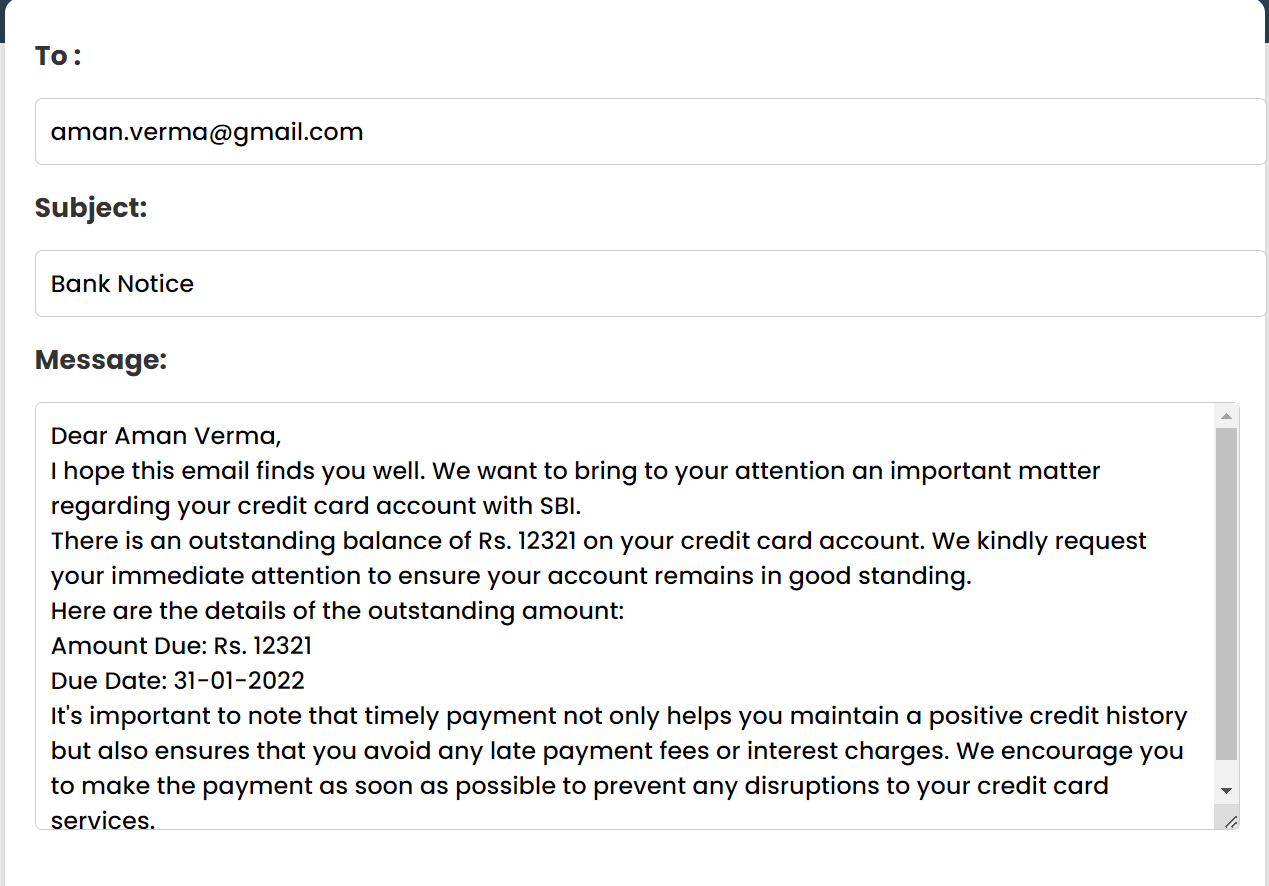 To :
aman.verma@gmail.com
Subject:
Bank Notice
Message:
Dear Aman Verma,
I hope this email finds you well. We want to bring to your attention an important matter
regarding your credit card account with SBI.
There is an outstanding balance of Rs. 12321 on your credit card account. We kindly request
your immediate attention to ensure your account remains in good standing.
Here are the details of the outstanding amount:
Amount Due: Rs. 12321
Due Date: 31-01-2022
It's important to note that timely payment not only helps you maintain a positive credit history
but also ensures that you avoid any late payment fees or interest charges. We encourage you
to make the payment as soon as possible to prevent any disruptions to your credit card
services.